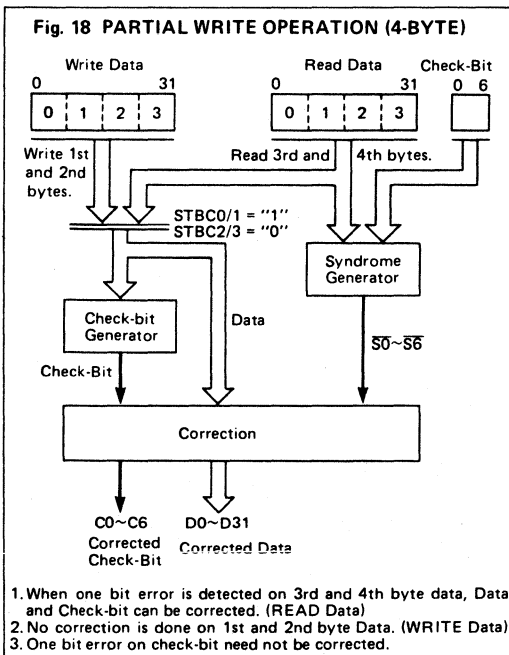 Fig. 18 PARTIAL WRITE OPERATION (4-BYTE)
Write Data
Read Data
Check-Bit
0 31
0 31
0 6
0 1 2 3
0 1 2 3
Write 1st
and 2nd
bytes.
Read 3rd and 4th bytes.
STBC0/1 = "1"
STBC2/3 = "0"
Syndrome
Generator
Check-bit
Generator
Data
S0~S6
Check-Bit
Correction
C0~C6
Corrected
Check-Bit
D0~D31
Corrected Data
1. When one bit error is detected on 3rd and 4th byte data, Data
and Check-bit can be corrected. (READ Data)
2. No correction is done on 1st and 2nd byte Data. (WRITE Data)
3. One bit error on check-bit need not be corrected.